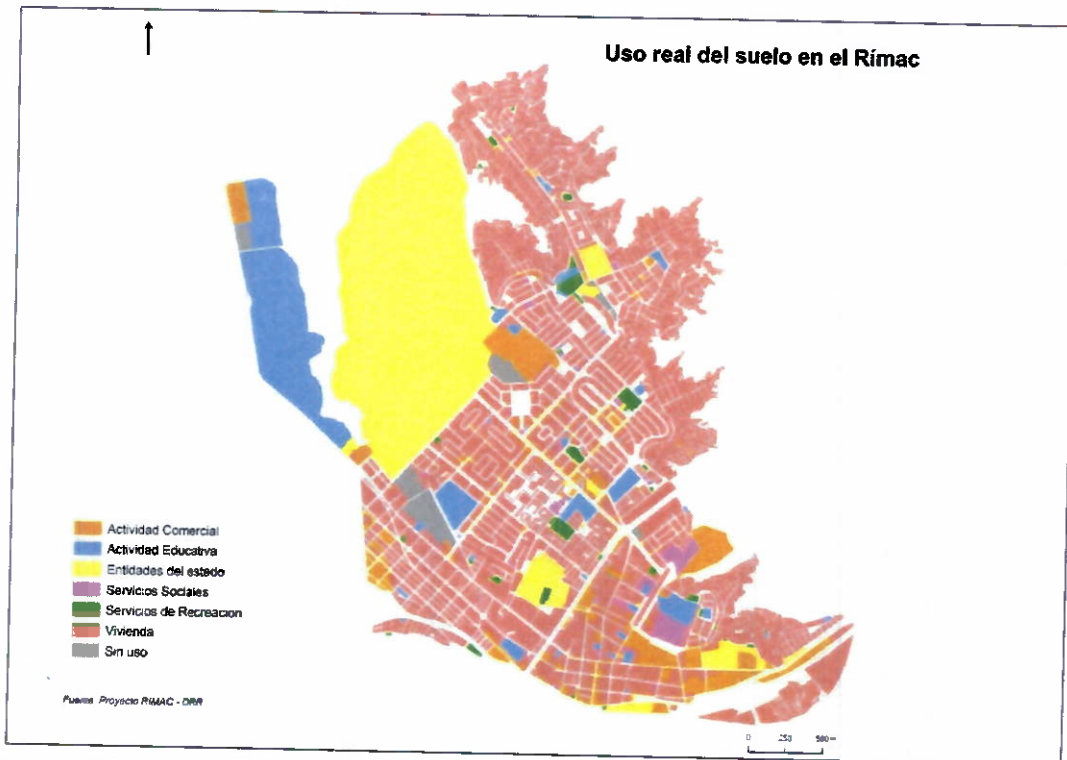 Uso real del suelo en el Rímac
Actividad Comercial
Actividad Educativa
Entidades del estado
Servicios Sociales
Servicios de Recreacion
Vivienda
Sin uso
Fuente: Proyecto RIMAC - DRR
0 250 500 m